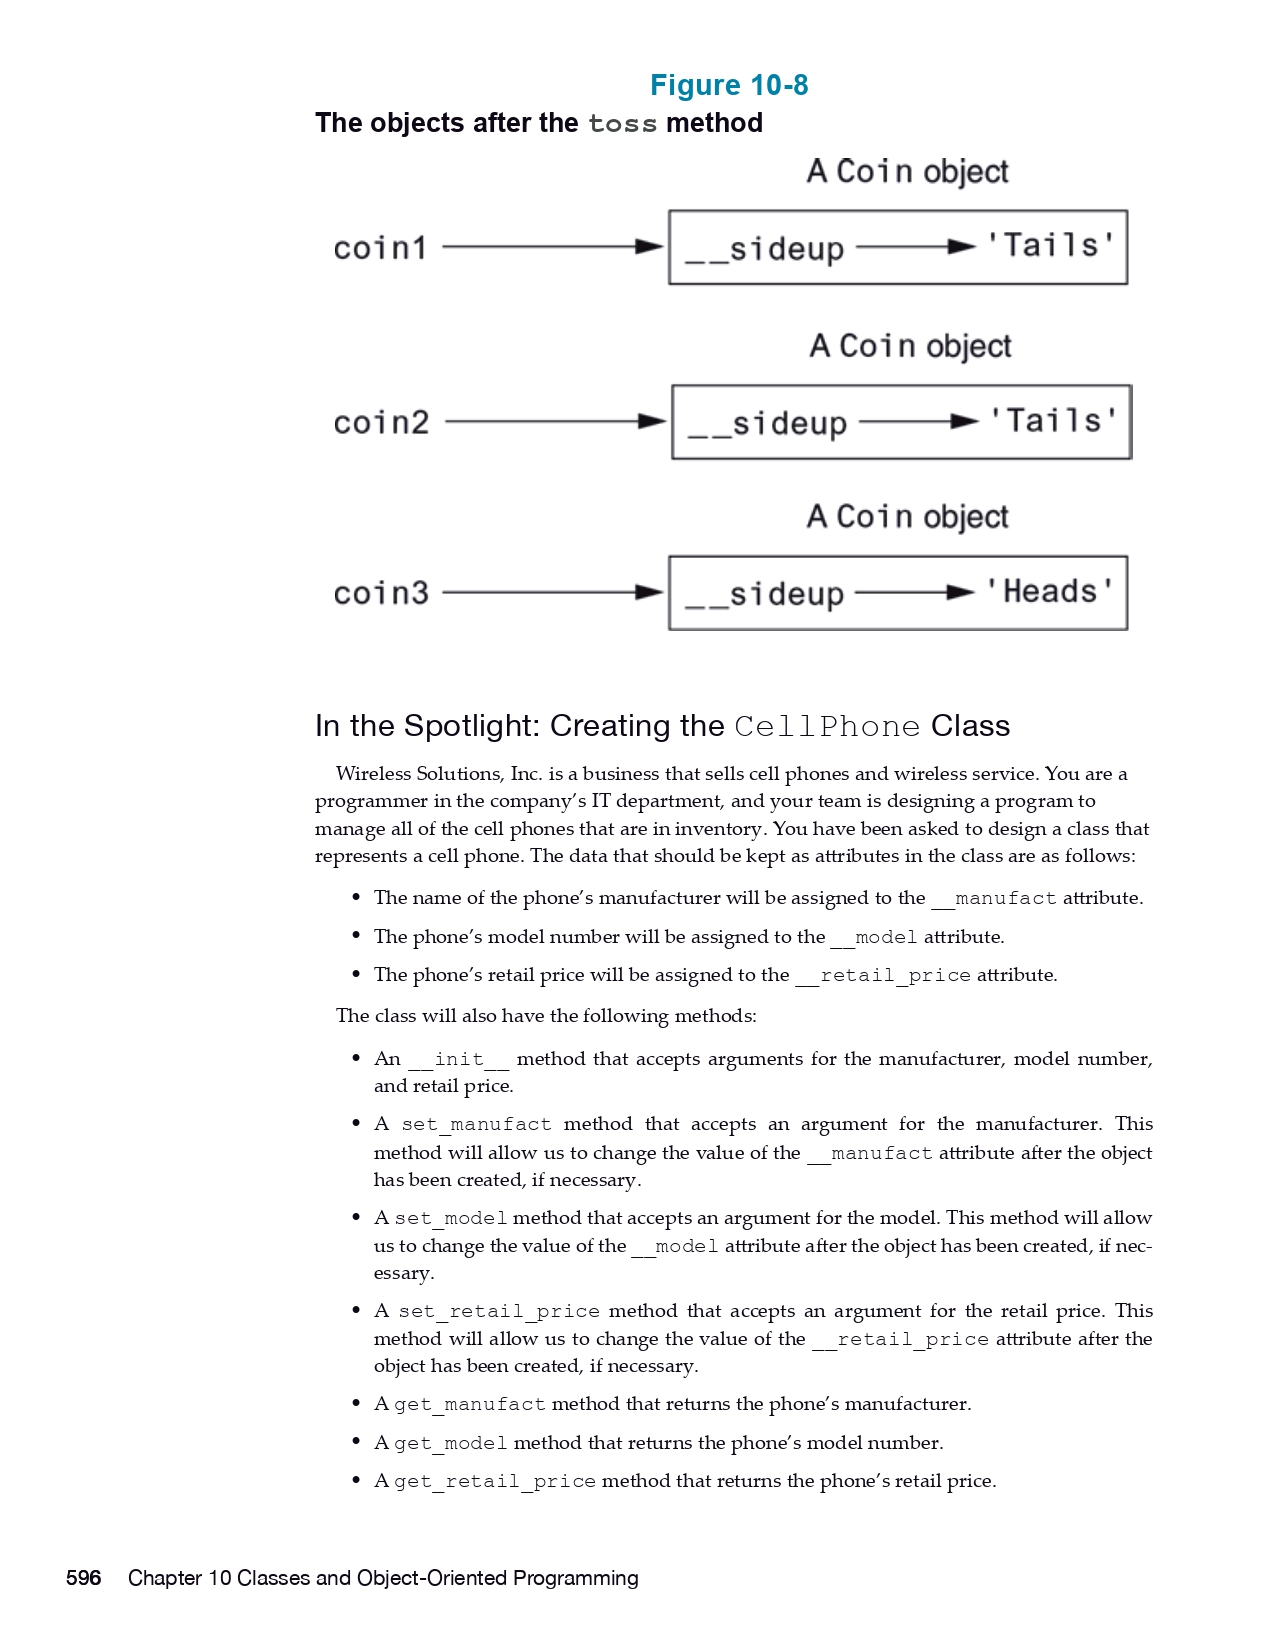 Figure 10-8
The objects after the toss method
A Coin object
coin1 __sideup 'Tails'
A Coin object
coin2 __sideup 'Tails'
A Coin object
coin3 __sideup 'Heads'
In the Spotlight: Creating the CellPhone Class
Wireless Solutions, Inc. is a business that sells cell phones and wireless service. You are a
programmer in the company’s IT department, and your team is designing a program to
manage all of the cell phones that are in inventory. You have been asked to design a class that
represents a cell phone. The data that should be kept as attributes in the class are as follows:
• The name of the phone’s manufacturer will be assigned to the __manufact attribute.
• The phone’s model number will be assigned to the __model attribute.
• The phone’s retail price will be assigned to the __retail_price attribute.
The class will also have the following methods:
• An __init__ method that accepts arguments for the manufacturer, model number,
and retail price.
• A set_manufact method that accepts an argument for the manufacturer. This
method will allow us to change the value of the __manufact attribute after the object
has been created, if necessary.
• A set_model method that accepts an argument for the model. This method will allow
us to change the value of the __model attribute after the object has been created, if nec-
essary.
• A set_retail_price method that accepts an argument for the retail price. This
method will allow us to change the value of the __retail_price attribute after the
object has been created, if necessary.
• A get_manufact method that returns the phone’s manufacturer.
• A get_model method that returns the phone’s model number.
• A get_retail_price method that returns the phone’s retail price.
596 Chapter 10 Classes and Object-Oriented Programming